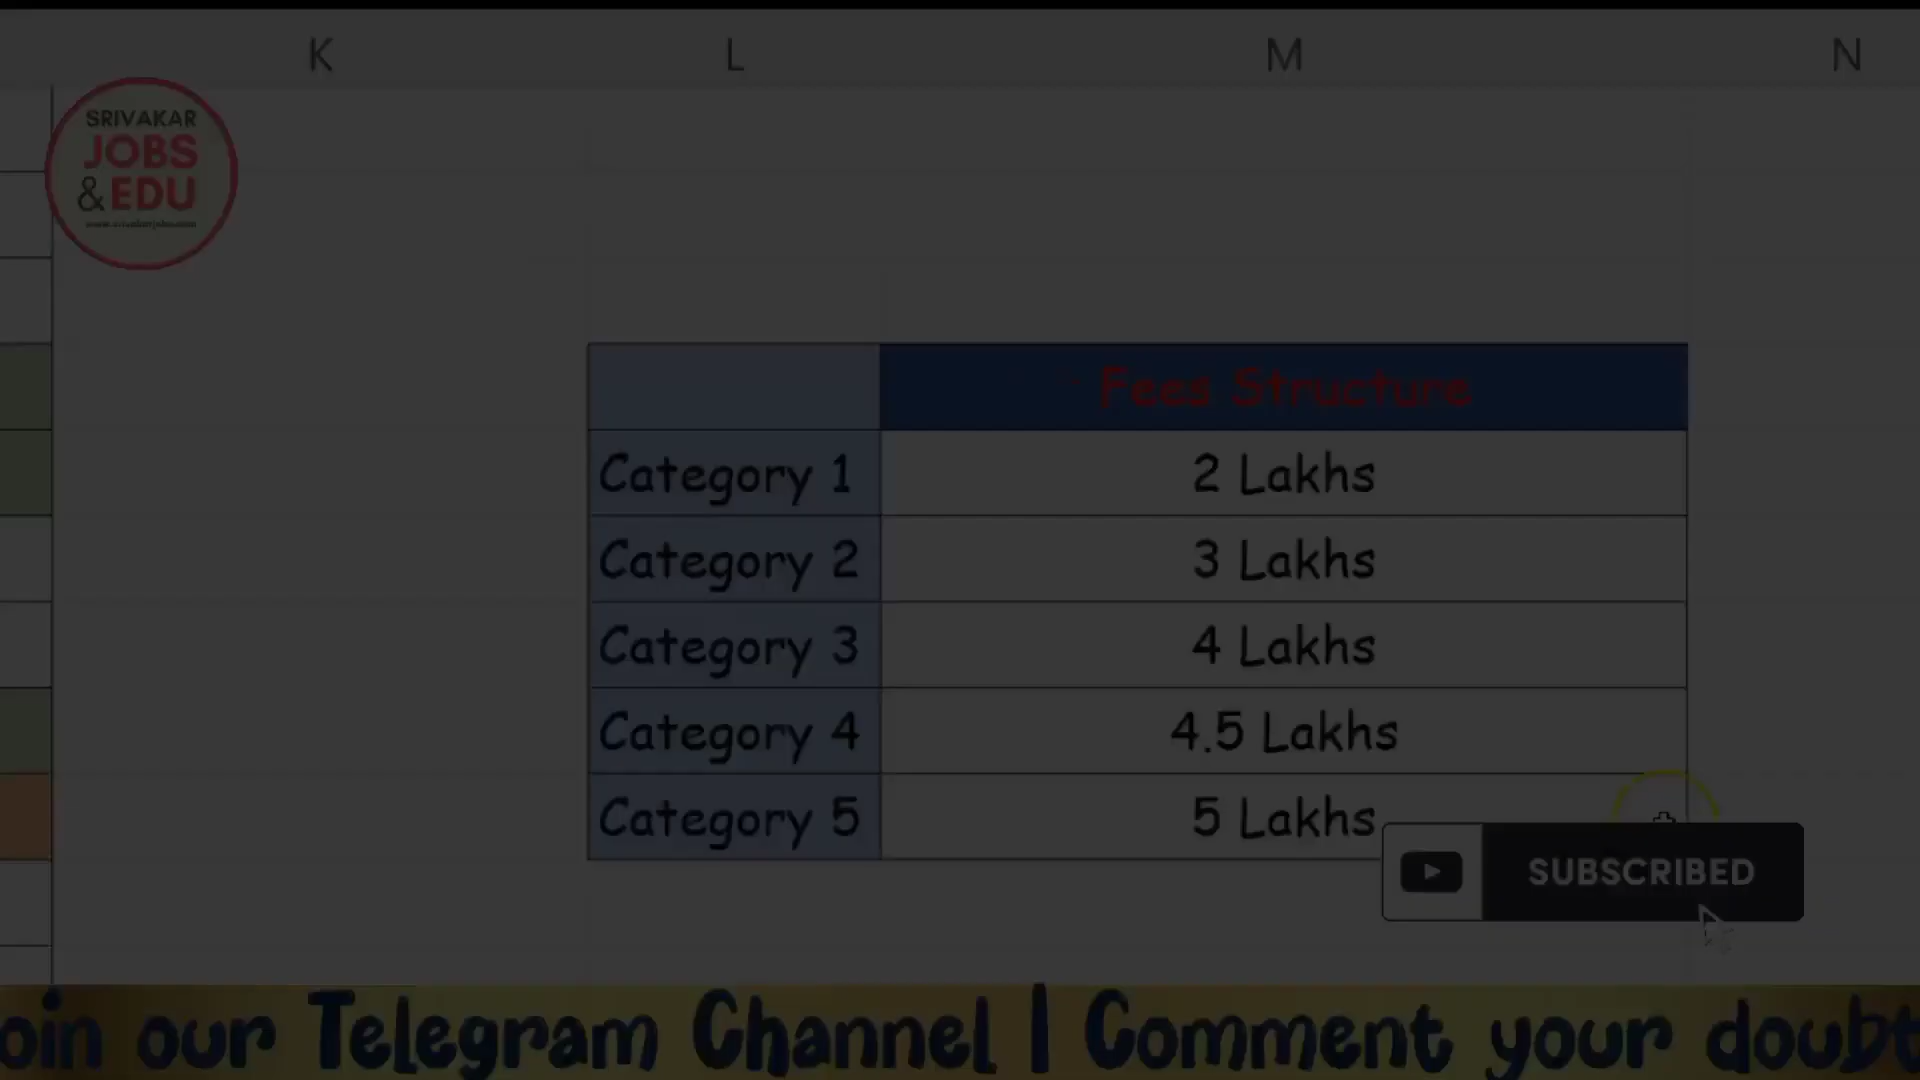 K L M N
SRIVAKAR
JOBS
& EDU
Fees Structure
Category 1 2 Lakhs
Category 2 3 Lakhs
Category 3 4 Lakhs
Category 4 4.5 Lakhs
Category 5 5 Lakhs
SUBSCRIBED
oin our Telegram Channel | Comment your doubt